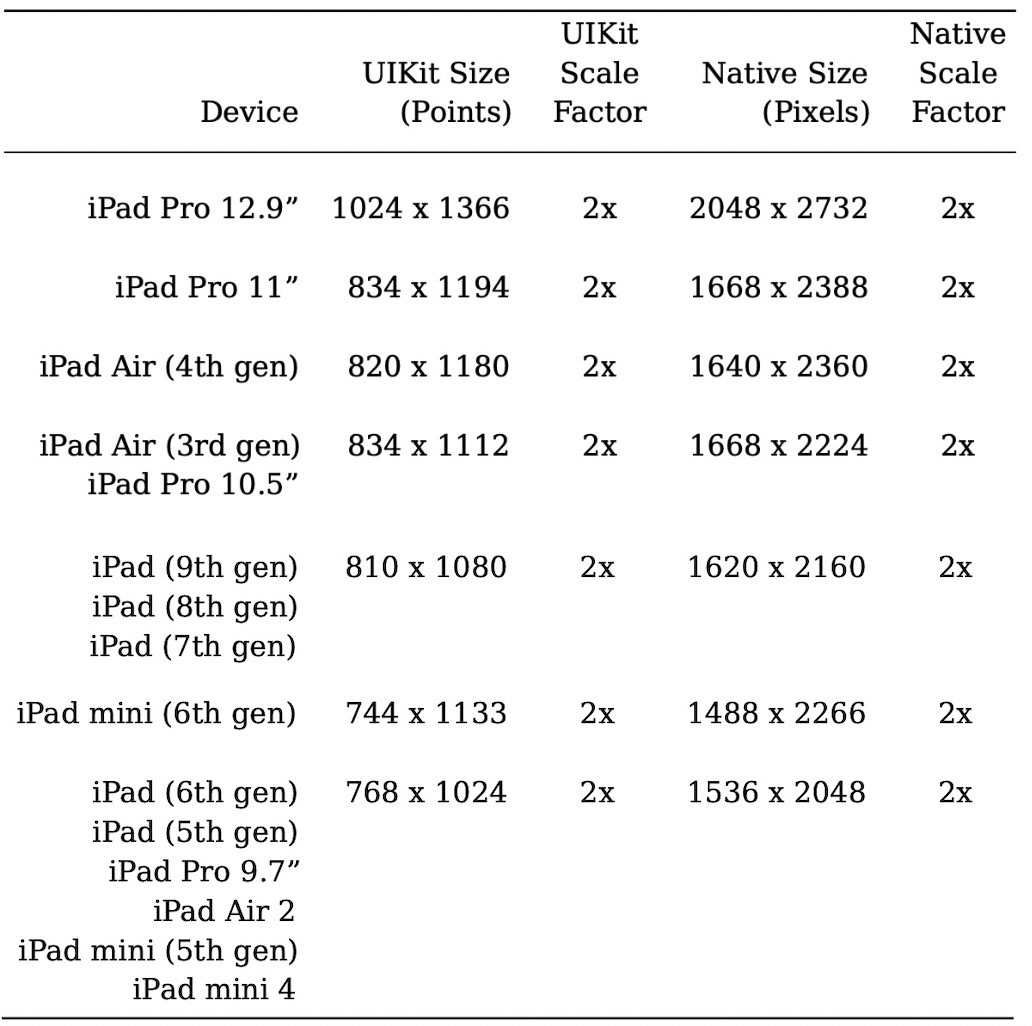 Device UIKit Size (Points) UIKit Scale Factor Native Size (Pixels) Native Scale Factor
iPad Pro 12.9” 1024 x 1366 2x 2048 x 2732 2x
iPad Pro 11” 834 x 1194 2x 1668 x 2388 2x
iPad Air (4th gen) 820 x 1180 2x 1640 x 2360 2x
iPad Air (3rd gen) 834 x 1112 2x 1668 x 2224 2x
iPad Pro 10.5”
iPad (9th gen) 810 x 1080 2x 1620 x 2160 2x
iPad (8th gen)
iPad (7th gen)
iPad mini (6th gen) 744 x 1133 2x 1488 x 2266 2x
iPad (6th gen) 768 x 1024 2x 1536 x 2048 2x
iPad (5th gen)
iPad Pro 9.7”
iPad Air 2
iPad mini (5th gen)
iPad mini 4